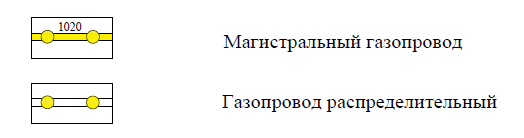 1020
Магистральный газопровод
Газопровод распределительный